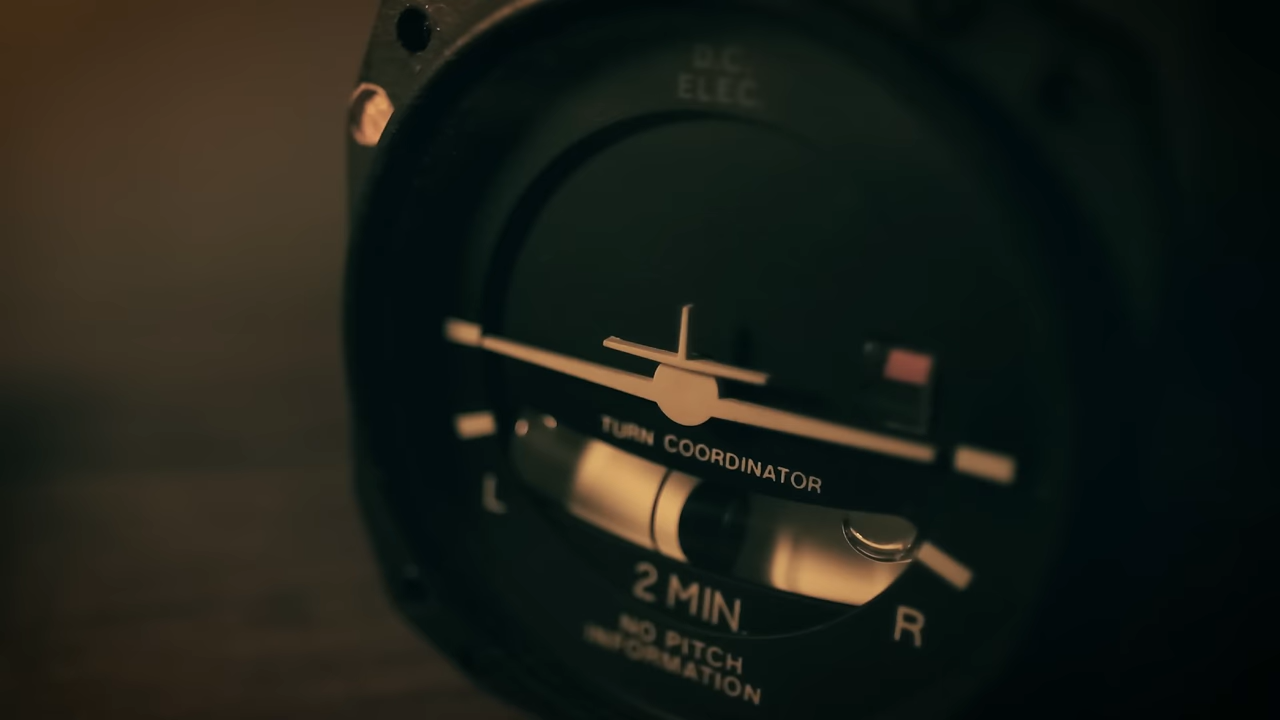 D.C.
ELEC.
TURN COORDINATOR
L
2 MIN.
R
NO PITCH
INFORMATION